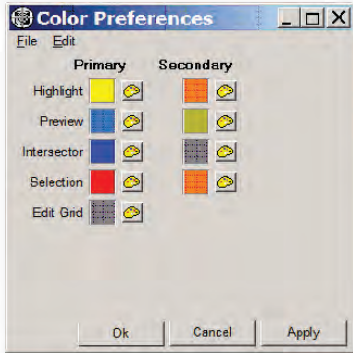 Color Preferences
File Edit
Primary Secondary
Highlight
Preview
Intersector
Selection
Edit Grid
Ok Cancel Apply